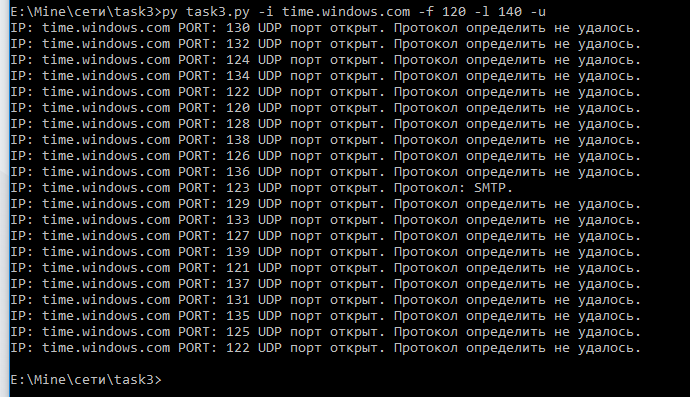 E:\Mine\сети\task3>py task3.py -i time.windows.com -f 120 -l 140 -u
IP: time.windows.com PORT: 130 UDP порт открыт. Протокол определить не удалось.
IP: time.windows.com PORT: 132 UDP порт открыт. Протокол определить не удалось.
IP: time.windows.com PORT: 124 UDP порт открыт. Протокол определить не удалось.
IP: time.windows.com PORT: 134 UDP порт открыт. Протокол определить не удалось.
IP: time.windows.com PORT: 122 UDP порт открыт. Протокол определить не удалось.
IP: time.windows.com PORT: 120 UDP порт открыт. Протокол определить не удалось.
IP: time.windows.com PORT: 128 UDP порт открыт. Протокол определить не удалось.
IP: time.windows.com PORT: 138 UDP порт открыт. Протокол определить не удалось.
IP: time.windows.com PORT: 126 UDP порт открыт. Протокол определить не удалось.
IP: time.windows.com PORT: 136 UDP порт открыт. Протокол определить не удалось.
IP: time.windows.com PORT: 123 UDP порт открыт. Протокол: SMTP.
IP: time.windows.com PORT: 129 UDP порт открыт. Протокол определить не удалось.
IP: time.windows.com PORT: 133 UDP порт открыт. Протокол определить не удалось.
IP: time.windows.com PORT: 127 UDP порт открыт. Протокол определить не удалось.
IP: time.windows.com PORT: 139 UDP порт открыт. Протокол определить не удалось.
IP: time.windows.com PORT: 121 UDP порт открыт. Протокол определить не удалось.
IP: time.windows.com PORT: 137 UDP порт открыт. Протокол определить не удалось.
IP: time.windows.com PORT: 131 UDP порт открыт. Протокол определить не удалось.
IP: time.windows.com PORT: 135 UDP порт открыт. Протокол определить не удалось.
IP: time.windows.com PORT: 125 UDP порт открыт. Протокол определить не удалось.
IP: time.windows.com PORT: 122 UDP порт открыт. Протокол определить не удалось.
E:\Mine\сети\task3>